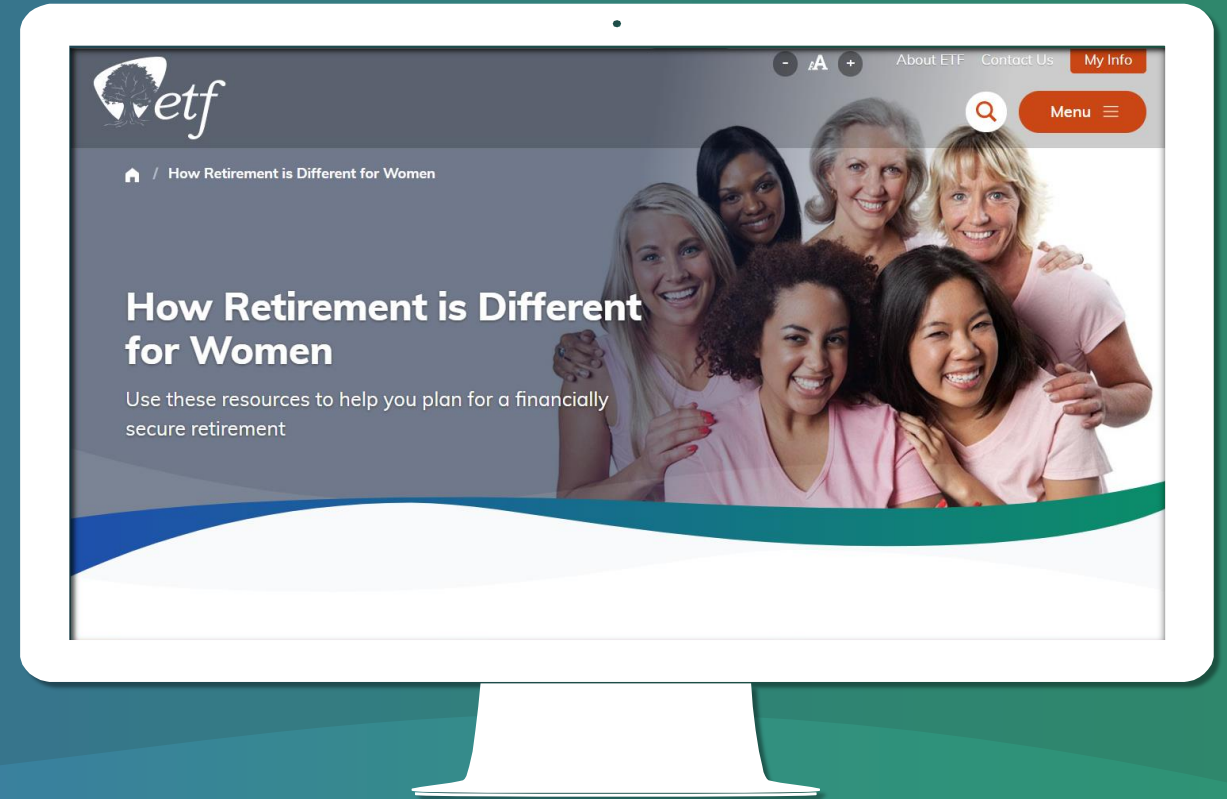 etf
- AA +
About ETF Contact Us My Info
Menu
/ How Retirement is Different for Women
How Retirement is Different
for Women
Use these resources to help you plan for a financially
secure retirement